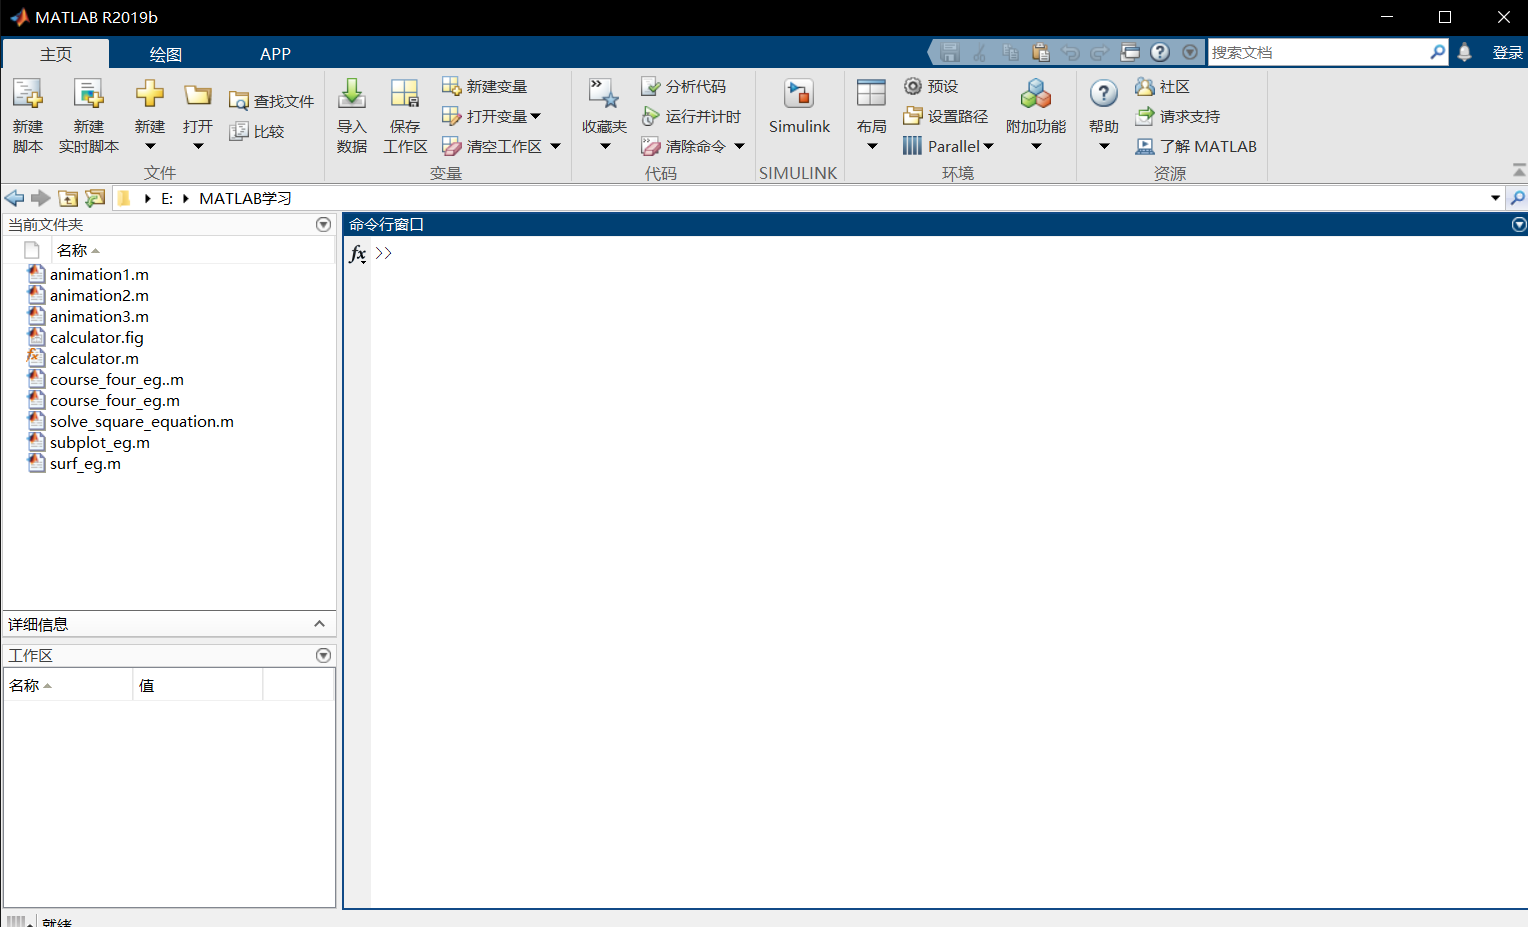 MATLAB R2019b
主页 绘图 APP
搜索文档 登录
新建脚本
新建实时脚本
新建
打开
查找文件
比较
文件
导入数据
保存工作区
新建变量
打开变量
清空工作区
变量
收藏夹
分析代码
运行并计时
清除命令
代码
Simulink
SIMULINK
布局
预设
设置路径
Parallel
附加功能
环境
帮助
社区
请求支持
了解 MATLAB
资源
E: MATLAB学习
当前文件夹
名称
animation1.m
animation2.m
animation3.m
calculator.fig
calculator.m
course_four_eg..m
course_four_eg.m
solve_square_equation.m
subplot_eg.m
surf_eg.m
详细信息
工作区
名称 值
命令行窗口
fx >>
就绪